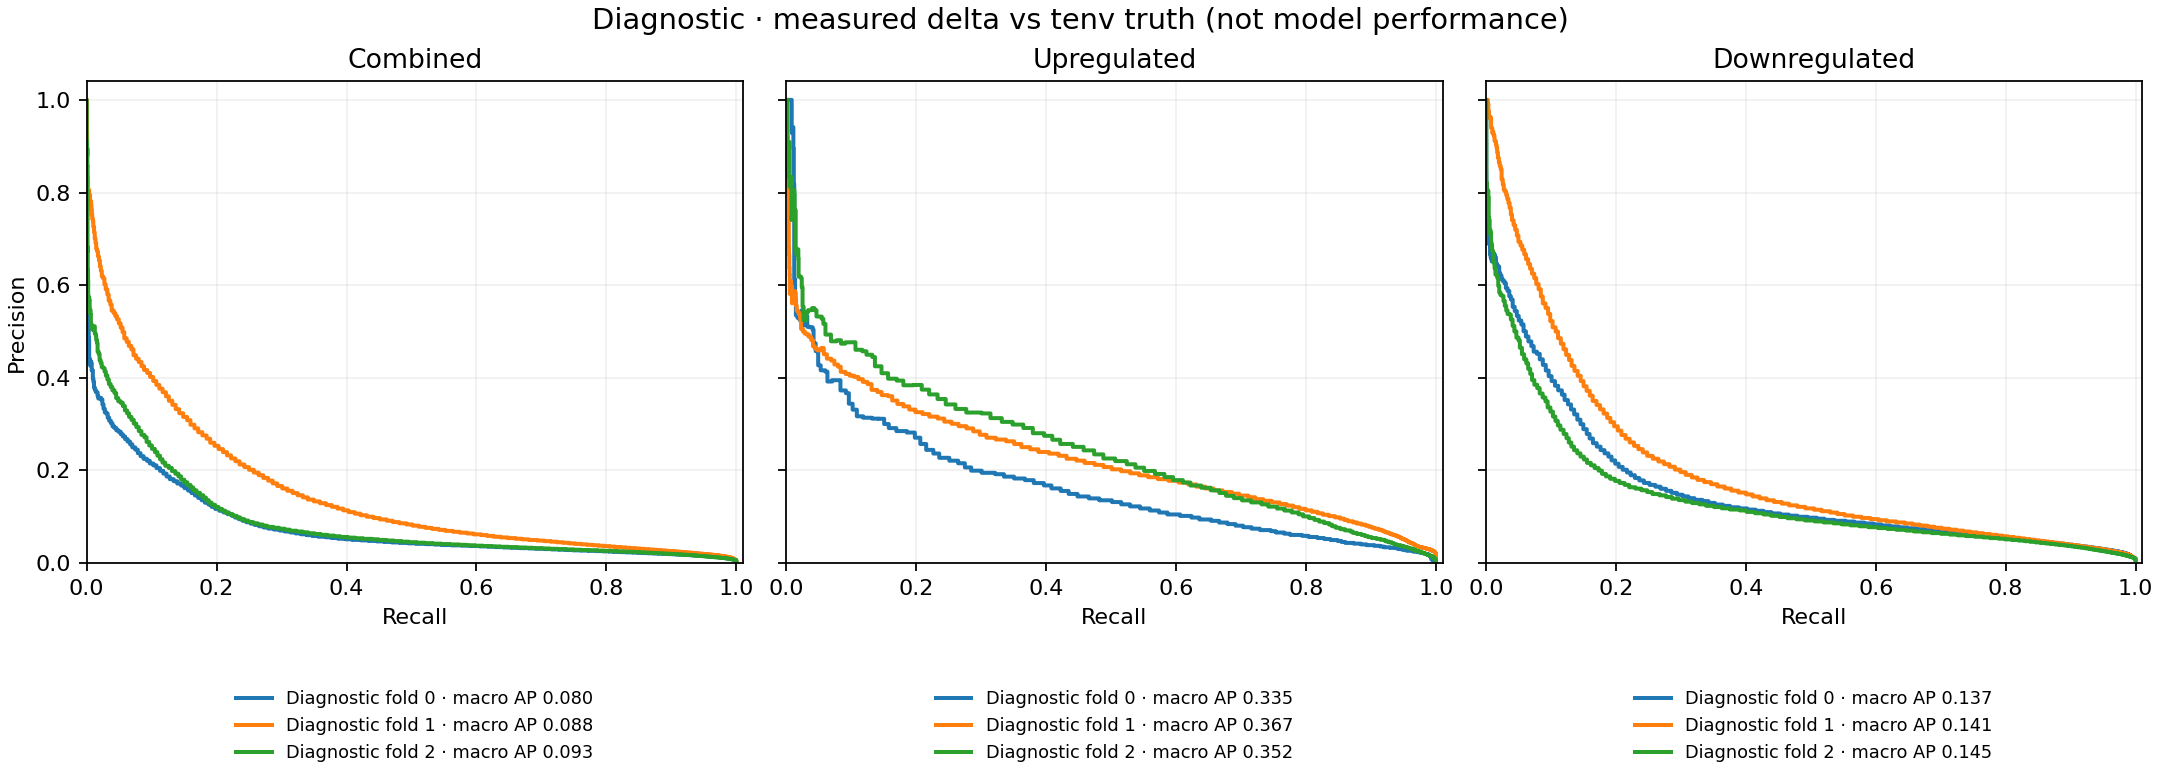 Diagnostic · measured delta vs tenv truth (not model performance)
Combined
Upregulated
Downregulated
Precision
1.0
0.8
0.6
0.4
0.2
0.0
0.0 0.2 0.4 0.6 0.8 1.0
0.0 0.2 0.4 0.6 0.8 1.0
0.0 0.2 0.4 0.6 0.8 1.0
Recall
Recall
Recall
Diagnostic fold 0 · macro AP 0.080
Diagnostic fold 1 · macro AP 0.088
Diagnostic fold 2 · macro AP 0.093
Diagnostic fold 0 · macro AP 0.335
Diagnostic fold 1 · macro AP 0.367
Diagnostic fold 2 · macro AP 0.352
Diagnostic fold 0 · macro AP 0.137
Diagnostic fold 1 · macro AP 0.141
Diagnostic fold 2 · macro AP 0.145